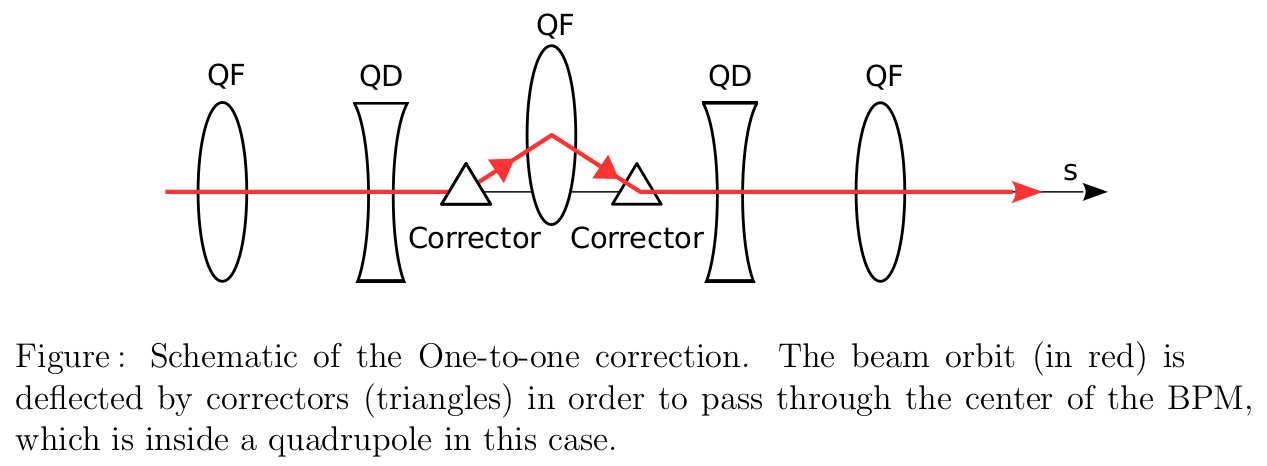 QF
QF QD QD QF
s
Corrector Corrector
Figure : Schematic of the One-to-one correction. The beam orbit (in red) is
deflected by correctors (triangles) in order to pass through the center of the BPM,
which is inside a quadrupole in this case.